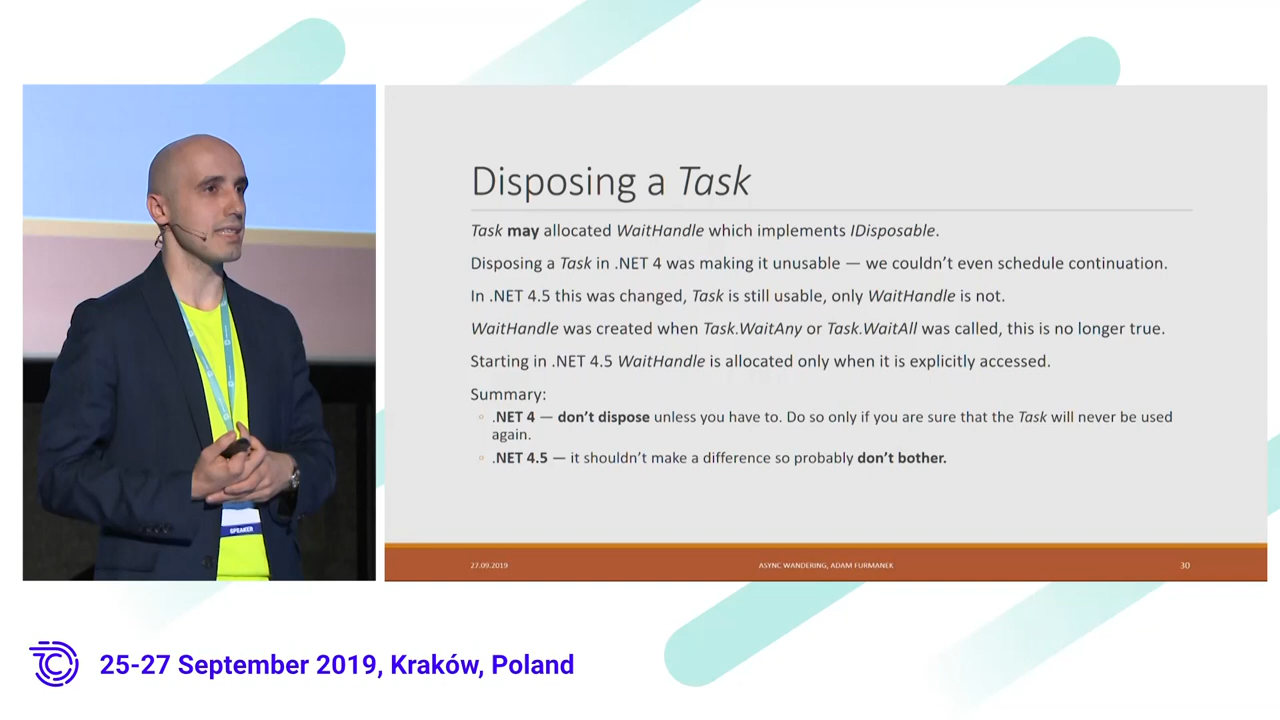 Disposing a Task
Task may allocated WaitHandle which implements IDisposable.
Disposing a Task in .NET 4 was making it unusable — we couldn't even schedule continuation.
In .NET 4.5 this was changed, Task is still usable, only WaitHandle is not.
WaitHandle was created when Task.WaitAny or Task.WaitAll was called, this is no longer true.
Starting in .NET 4.5 WaitHandle is allocated only when it is explicitly accessed.
Summary:
.NET 4 — don't dispose unless you have to. Do so only if you are sure that the Task will never be used
again.
.NET 4.5 — it shouldn't make a difference so probably don't bother.
27.09.2019
ASYNC WANDERING, ADAM FURMANEK
30
SPEAKER
25-27 September 2019, Kraków, Poland